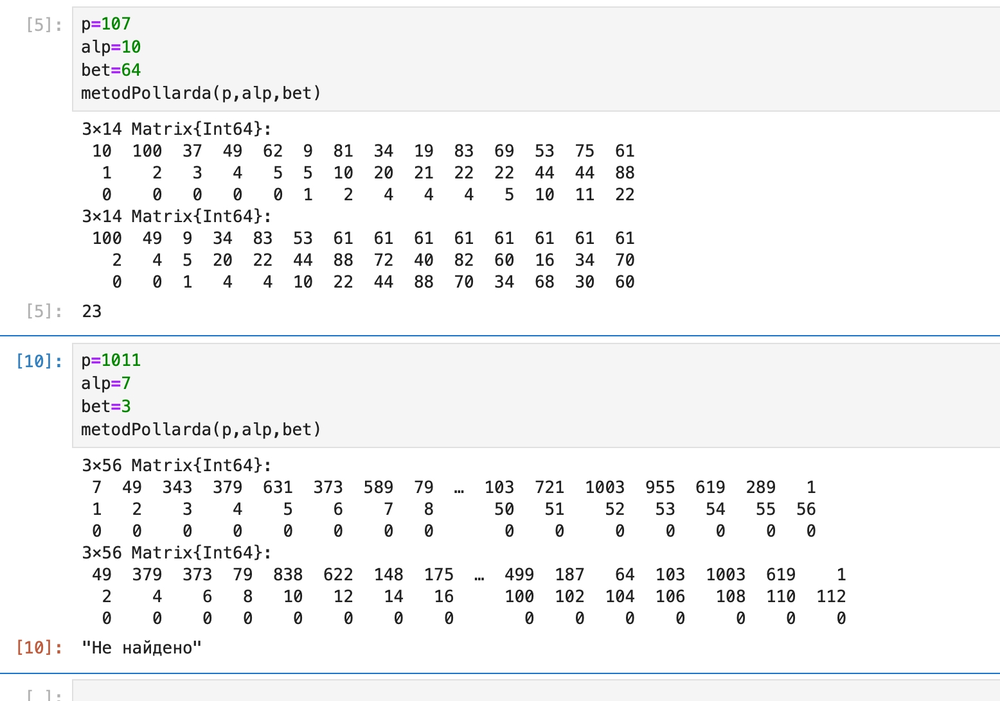 [5]:
p=107
alp=10
bet=64
metodPollarda(p,alp,bet)
3×14 Matrix{Int64}:
10 100 37 49 62 9 81 34 19 83 69 53 75 61
1 2 3 4 5 5 10 20 21 22 22 44 44 88
0 0 0 0 0 1 2 4 4 4 5 10 11 22
3×14 Matrix{Int64}:
100 49 9 34 83 53 61 61 61 61 61 61 61 61
2 4 5 20 22 44 88 72 40 82 60 16 34 70
0 0 1 4 4 10 22 44 88 70 34 68 30 60
[5]: 23
[10]:
p=1011
alp=7
bet=3
metodPollarda(p,alp,bet)
3×56 Matrix{Int64}:
7 49 343 379 631 373 589 79 … 103 721 1003 955 619 289 1
1 2 3 4 5 6 7 8 50 51 52 53 54 55 56
0 0 0 0 0 0 0 0 0 0 0 0 0 0 0
3×56 Matrix{Int64}:
49 379 373 79 838 622 148 175 … 499 187 64 103 1003 619 1
2 4 6 8 10 12 14 16 100 102 104 106 108 110 112
0 0 0 0 0 0 0 0 0 0 0 0 0 0 0
[10]: "Не найдено"
[ ]: